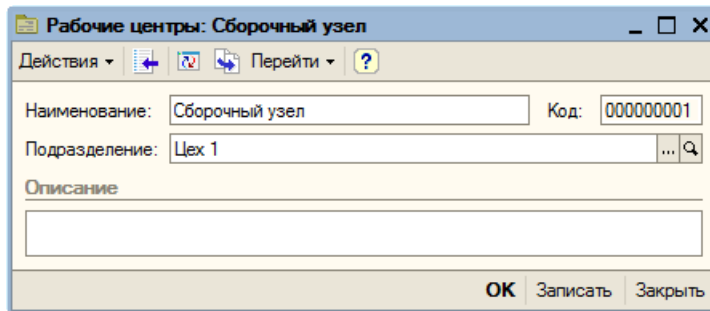 Рабочие центры: Сборочный узел
Действия Перейти ?
Наименование: Сборочный узел Код: 000000001
Подразделение: Цех 1 ...
Описание
OK Записать Закрыть